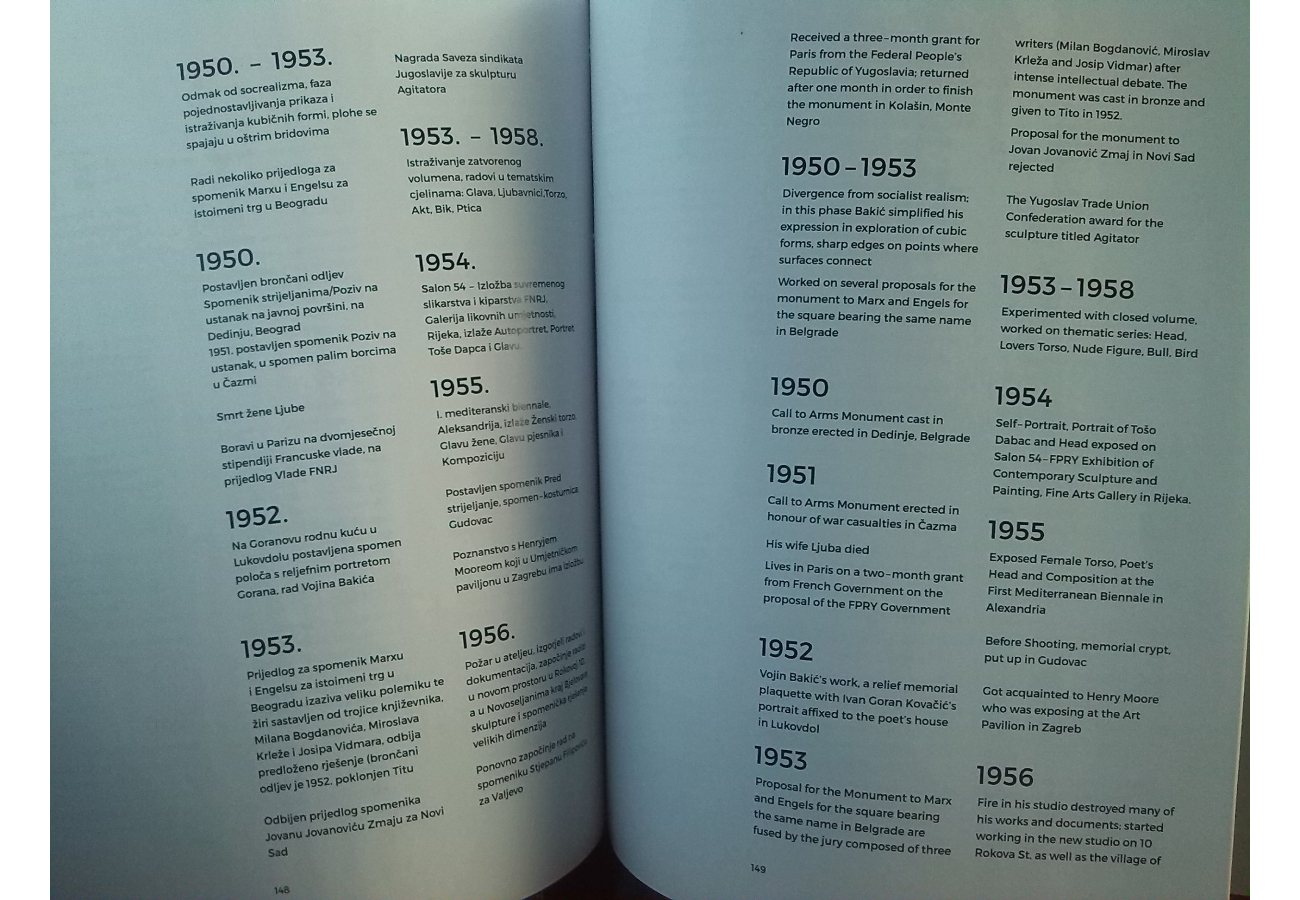 1950. – 1953.
Odmak od socrealizma, faza
pojednostavljivanja prikaza i
istraživanja kubičnih formi, plohe se
spajaju u oštrim bridovima
Radi nekoliko prijedloga za
spomenik Marxu i Engelsu za
istoimeni trg u Beogradu
1950.
Postavljen brončani odljev
Spomenik strijeljanima/Poziv na
ustanak na javnoj površini, na
Dedinju, Beograd
1951. postavljen spomenik Poziv na
ustanak, u spomen palim borcima
u Čazmi
Smrt žene Ljube
Boravi u Parizu na dvomjesečnoj
stipendiji Francuske vlade, na
prijedlog Vlade FNRJ
1952.
Na Goranovu rodnu kuću u
Lukovdolu postavljena spomen
poloča s reljefnim portretom
Gorana, rad Vojina Bakića
1953.
Prijedlog za spomenik Marxu
i Engelsu za istoimeni trg u
Beogradu izaziva veliku polemiku te
žiri sastavljen od trojice književnika,
Milana Bogdanovića, Miroslava
Krleže i Josipa Vidmara, odbija
predloženo rješenje (brončani
odljev je 1952. poklonjen Titu
Odbijen prijedlog spomenika
Jovanu Jovanoviću Zmaju za Novi
Sad
148
Nagrada Saveza sindikata
Jugoslavije za skulpturu
Agitatora
1953. – 1958.
Istraživanje zatvorenog
volumena, radovi u tematskim
cjelinama: Glava, Ljubavnici,Torzo,
Akt, Bik, Ptica
1954.
Salon 54 – Izložba suvremenog
slikarstva i kiparstva FNRJ,
Galerija likovnih umjetnosti,
Rijeka, izlaže Autoportret, Portret
Toše Dapca i Glavu.
1955.
I. mediteranski biennale,
Aleksandrija, izlaže Ženski torzo,
Glavu žene, Glavu pjesnika i
Kompoziciju
Postavljen spomenik Pred
strijeljanje, spomen-kosturnica
Gudovac
Poznanstvo s Henryjem
Mooreom koji u Umjetničkom
paviljonu u Zagrebu ima izložbu
1956.
Požar u ateljeu, izgorjeli radovi i
dokumentacija, započinje raditi
u novom prostoru u Rokovoj 10,
a u Novoseljanima kraj Bjelovara
skulpture i spomenička rješenja
velikih dimenzija
Ponovno započinje rad na
spomeniku Stjepanu Filipoviću
za Valjevo
Received a three-month grant for
Paris from the Federal People's
Republic of Yugoslavia; returned
after one month in order to finish
the monument in Kolašin, Monte
Negro
1950 – 1953
Divergence from socialist realism;
in this phase Bakić simplified his
expression in exploration of cubic
forms, sharp edges on points where
surfaces connect
Worked on several proposals for the
monument to Marx and Engels for
the square bearing the same name
in Belgrade
1950
Call to Arms Monument cast in
bronze erected in Dedinje, Belgrade
1951
Call to Arms Monument erected in
honour of war casualties in Čazma
His wife Ljuba died
Lives in Paris on a two-month grant
from French Government on the
proposal of the FPRY Government
1952
Vojin Bakić's work, a relief memorial
plaquette with Ivan Goran Kovačić's
portrait affixed to the poet's house
in Lukovdol
1953
Proposal for the Monument to Marx
and Engels for the square bearing
the same name in Belgrade are
fused by the jury composed of three
149
writers (Milan Bogdanović, Miroslav
Krleža and Josip Vidmar) after
intense intellectual debate. The
monument was cast in bronze and
given to Tito in 1952.
Proposal for the monument to
Jovan Jovanović Zmaj in Novi Sad
rejected
The Yugoslav Trade Union
Confederation award for the
sculpture titled Agitator
1953 – 1958
Experimented with closed volume,
worked on thematic series: Head,
Lovers Torso, Nude Figure, Bull, Bird
1954
Self-Portrait, Portrait of Tošo
Dabac and Head exposed on
Salon 54-FPRY Exhibition of
Contemporary Sculpture and
Painting, Fine Arts Gallery in Rijeka.
1955
Exposed Female Torso, Poet's
Head and Composition at the
First Mediterranean Biennale in
Alexandria
Before Shooting, memorial crypt,
put up in Gudovac
Got acquainted to Henry Moore
who was exposing at the Art
Pavilion in Zagreb
1956
Fire in his studio destroyed many of
his works and documents; started
working in the new studio on 10
Rokova St. as well as the village of